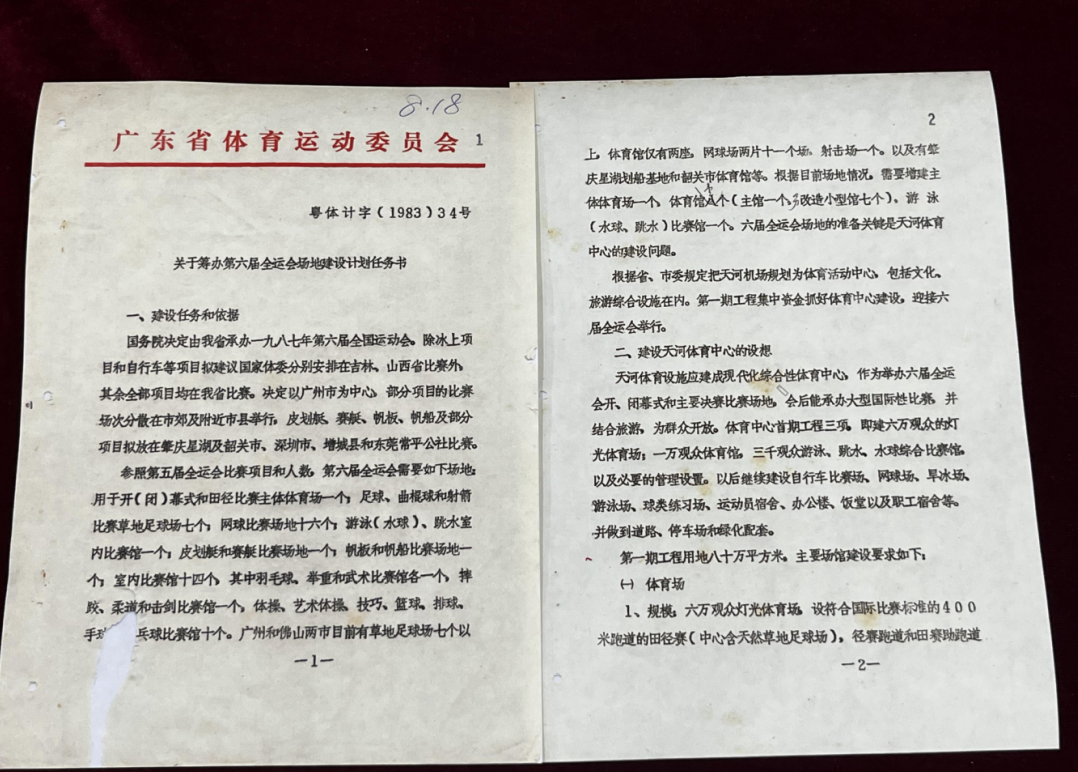 8.18
广东省体育运动委员会 1
粤体计字(1983)34号
关于筹办第六届全运会场地建设计划任务书
一、建设任务和依据
国务院决定由我省承办一九八七年第六届全国运动会。除冰上项
目和自行车等项目拟建议国家体委分别安排在吉林、山西省比赛外,
其余全部项目均在我省比赛。决定以广州市为中心,部分项目的比赛
场次分散在市郊及附近市县举行,皮划艇、赛艇、帆板、帆船及部分
项目拟放在肇庆星湖及韶关市、深圳市、增城县和东莞常平公社比赛。
参照第五届全运会比赛项目和人数,第六届全运会需要如下场地:
用于开(闭)幕式和田径比赛主体体育场一个;足球、曲棍球和射箭
比赛草地足球场七个;网球比赛场地十六个;游泳(水球)、跳水室
内比赛馆一个;皮划艇和赛艇比赛场地一个;帆板和帆船比赛场地一
个;室内比赛馆十四个,其中羽毛球、举重和武术比赛馆各一个,摔
跤、柔道和击剑比赛馆一个,体操、艺术体操、技巧、篮球、排球、
手球 乒球比赛馆十个。广州和佛山两市目前有草地足球场七个以
—1—
2
上,体育馆仅有两座,网球场两片十一个场,射击场一个。以及有肇
庆星湖划船基地和韶关市体育馆等。根据目前场地情况,需要增建主
体体育场一个,体育馆八个(主馆一个,改造小型馆七个),游泳
(水球、跳水)比赛馆一个。六届全运会场地的准备关键是天河体育
中心的建设问题。
根据省、市委规定把天河机场规划为体育活动中心,包括文化、
旅游综合设施在内。第一期工程集中资金抓好体育中心建设,迎接六
届全运会举行。
二、建设天河体育中心的设想
天河体育设施应建成现代化综合性体育中心,作为举办六届全运
会开、闭幕式和主要决赛比赛场地,会后能承办大型国际性比赛,并
结合旅游,为群众开放。体育中心首期工程三项,即建六万观众的灯
光体育场;一万观众体育馆,三千观众游泳、跳水、水球综合比赛馆,
以及必要的管理设置。以后继续建设自行车比赛场、网球场、旱冰场、
游泳场、球类练习场、运动员宿舍、办公楼、饭堂以及职工宿舍等。
并做到道路、停车场和绿化配套。
第一期工程用地八十万平方米。主要场馆建设要求如下:
㈠ 体育场
1、规模:六万观众灯光体育场,设符合国际比赛标准的400
米跑道的田径赛(中心含天然草地足球场),径赛跑道和田赛助跑道
—2—